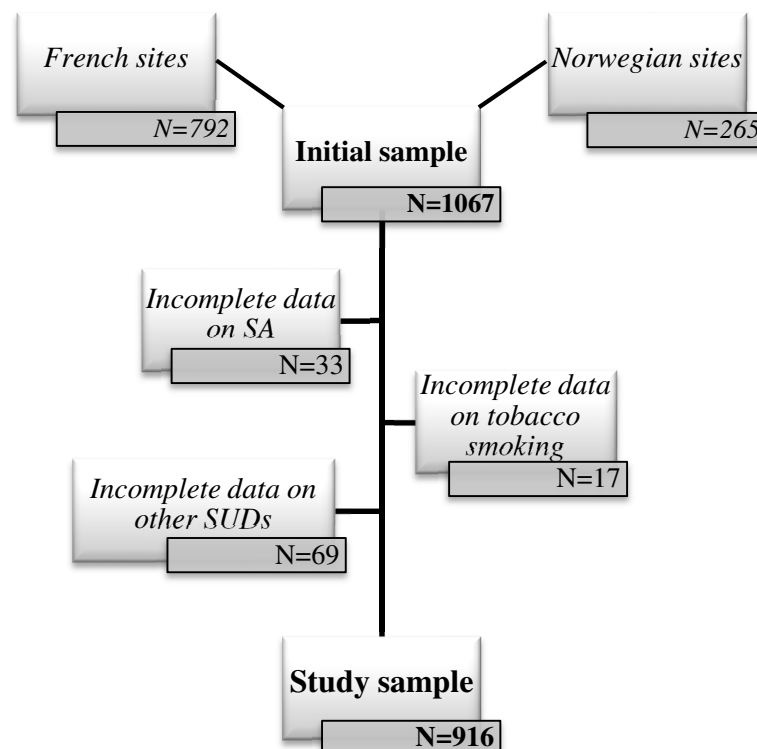 French sites
N=792
Norwegian sites
N=265
Initial sample
N=1067
Incomplete data
on SA
N=33
Incomplete data
on tobacco
smoking
N=17
Incomplete data on
other SUDs
N=69
Study sample
N=916